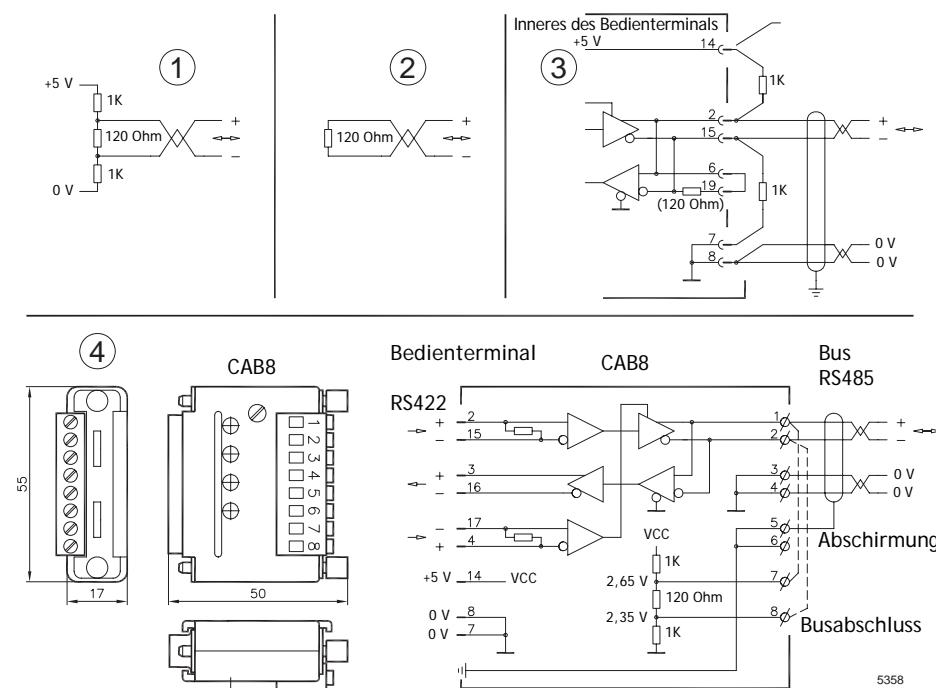 1
+5 V
1K
120 Ohm
+
−
1K
0 V
2
120 Ohm
+
−
3
Inneres des Bedienterminals
+5 V
14
1K
2
+
15
−
6
19
(120 Ohm)
1K
7
0 V
8
0 V
4
CAB8
55
17
1
2
3
4
5
6
7
8
50
Bedienterminal
CAB8
Bus
RS485
RS422
+ 2
− 15
1 +
2 −
+ 3
− 16
3 0 V
4 0 V
− 17
+ 4
5
6
Abschirmung
VCC
1K
+5 V 14 VCC
2,65 V
7
120 Ohm
0 V 8
2,35 V
8
Busabschluss
0 V 7
1K
5358